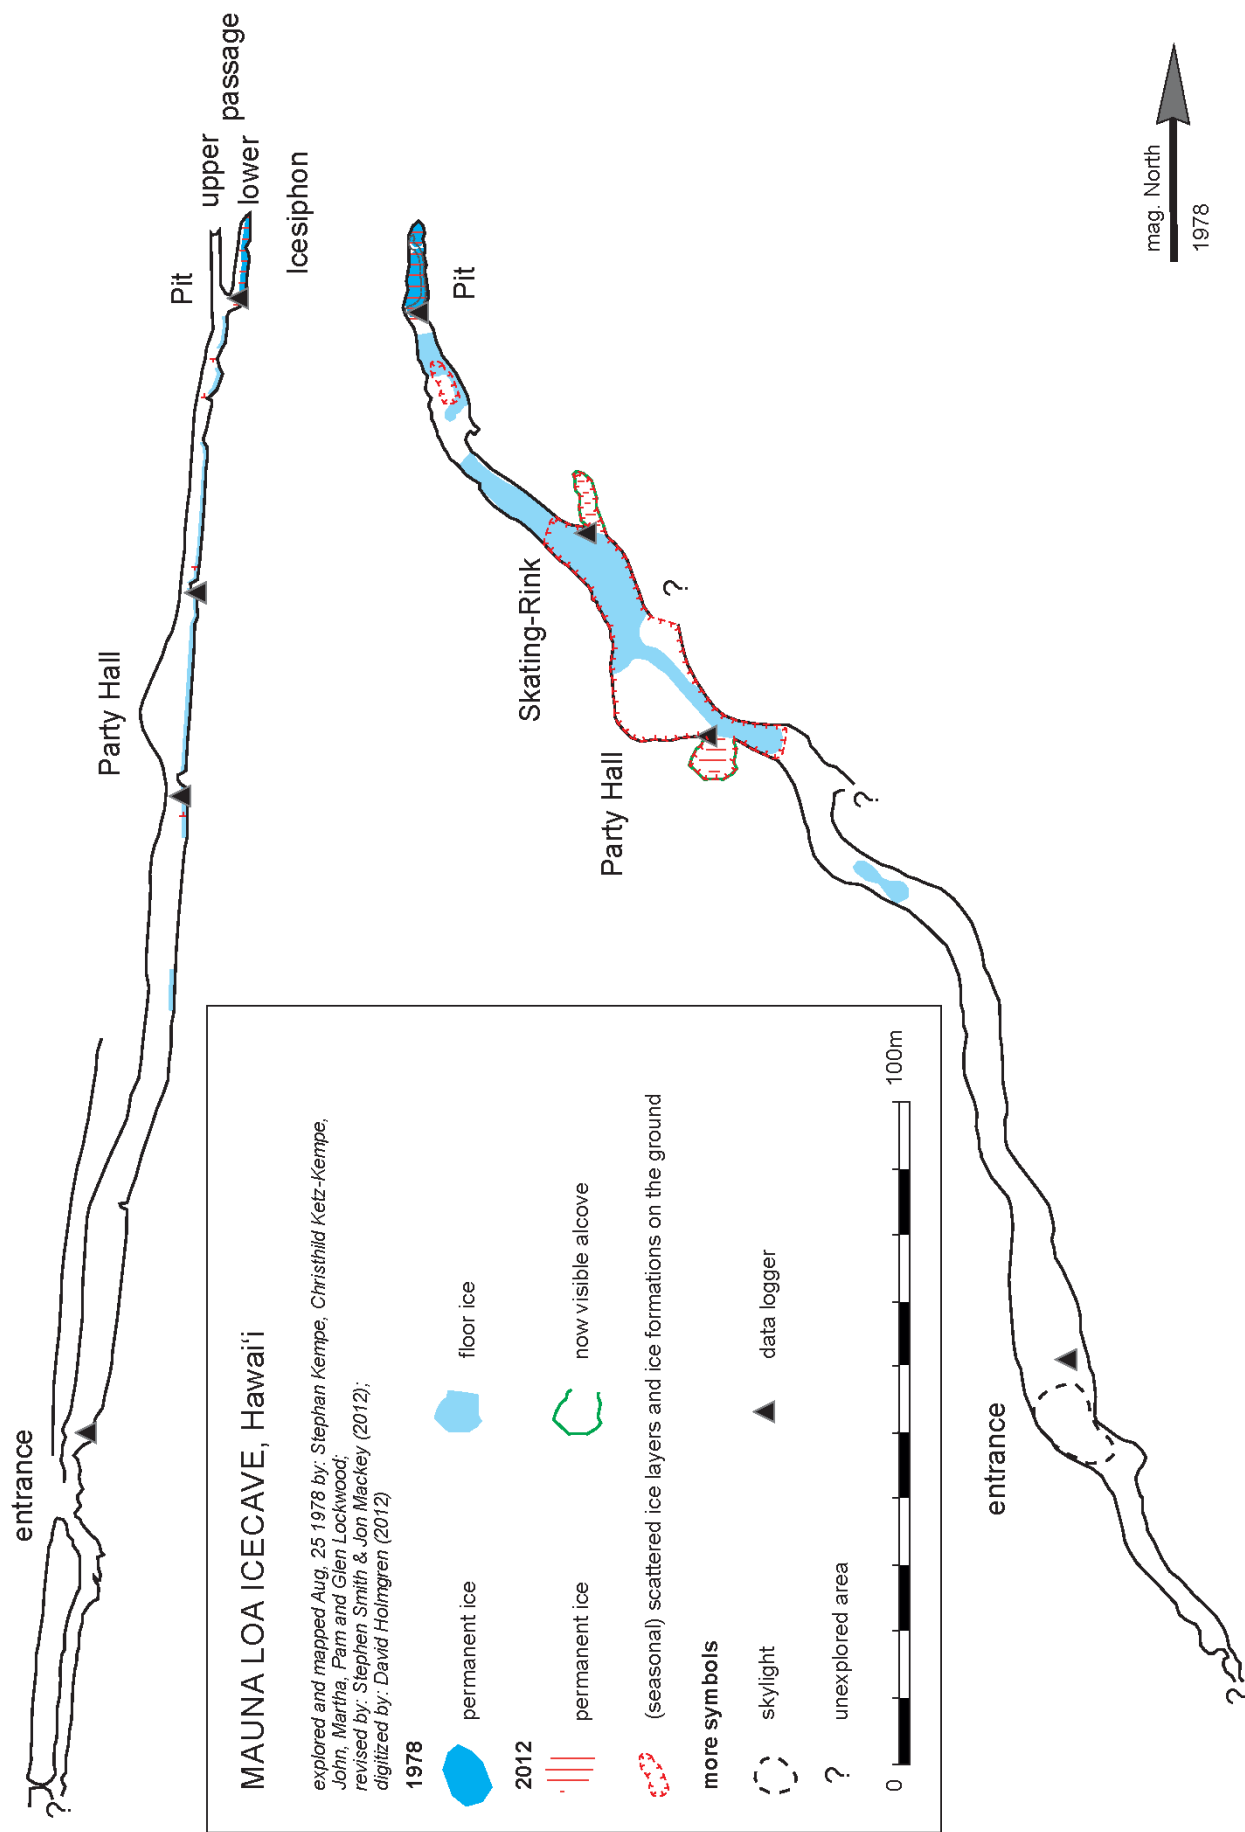 entrance
Party Hall
Pit
upper
passage
lower
Icesiphon
?
MAUNA LOA ICECAVE, Hawai'i
explored and mapped Aug, 25 1978 by: Stephan Kempe, Christhild Ketz-Kempe,
John, Martha, Pam and Glen Lockwood;
revised by: Stephen Smith & Jon Mackey (2012);
digitized by: David Holmgren (2012)
1978
permanent ice
floor ice
2012
permanent ice
now visible alcove
(seasonal) scattered ice layers and ice formations on the ground
more symbols
skylight
data logger
? unexplored area
0
100m
Pit
Skating-Rink
?
Party Hall
?
entrance
?
mag. North
1978